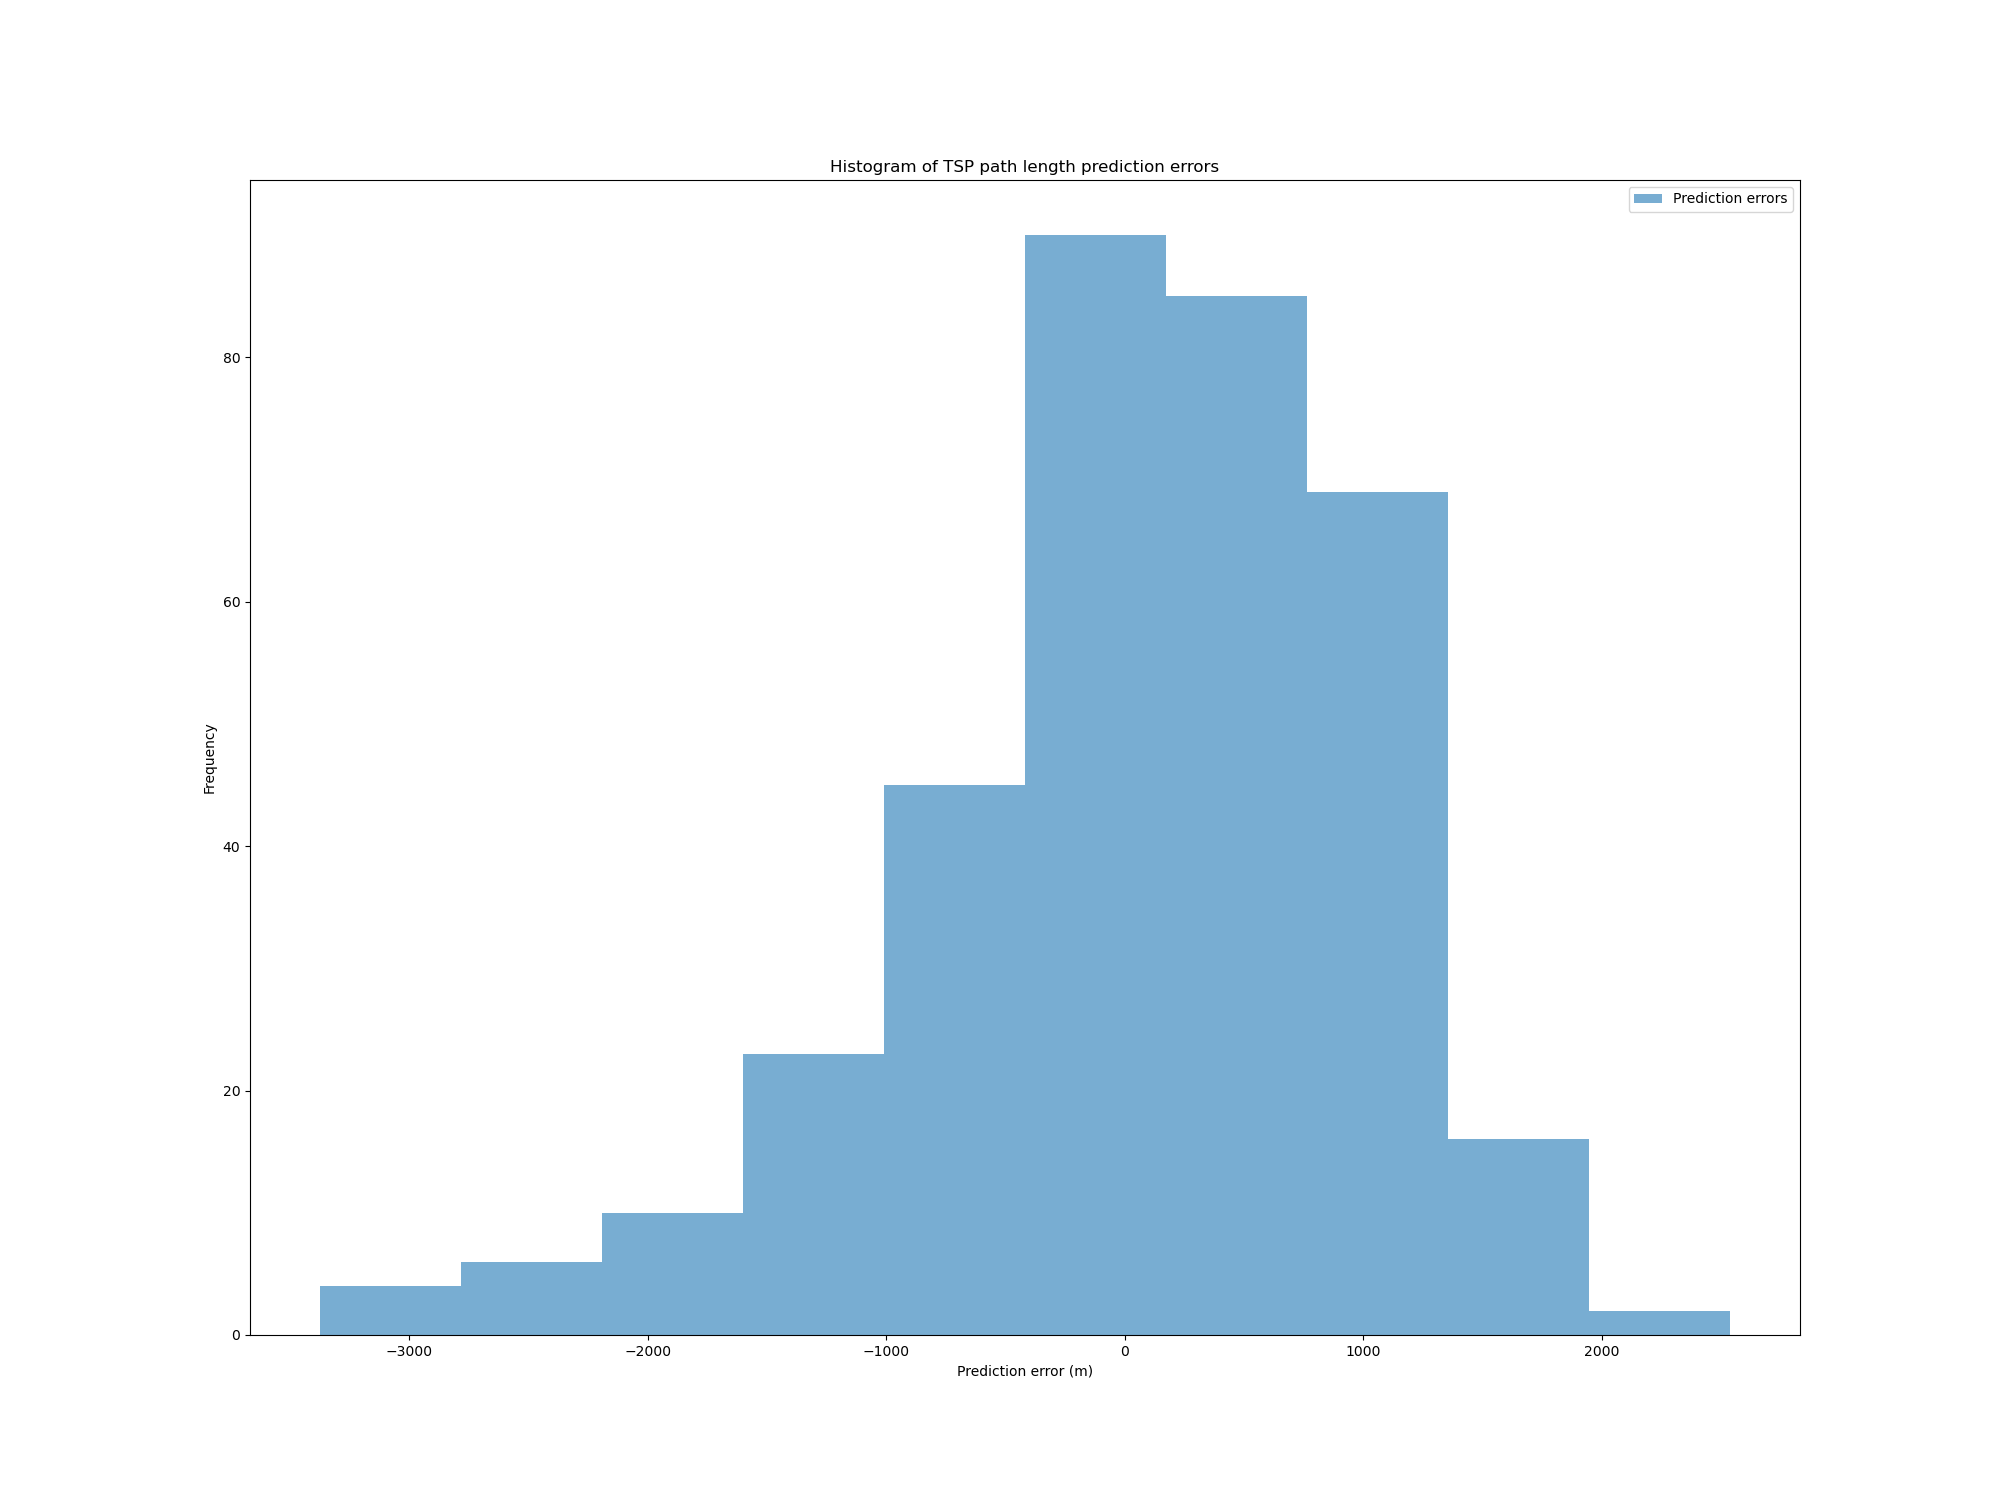 Histogram of TSP path length prediction errors
Prediction errors
80
60
40
20
0
Frequency
−3000
−2000
−1000
0
1000
2000
Prediction error (m)